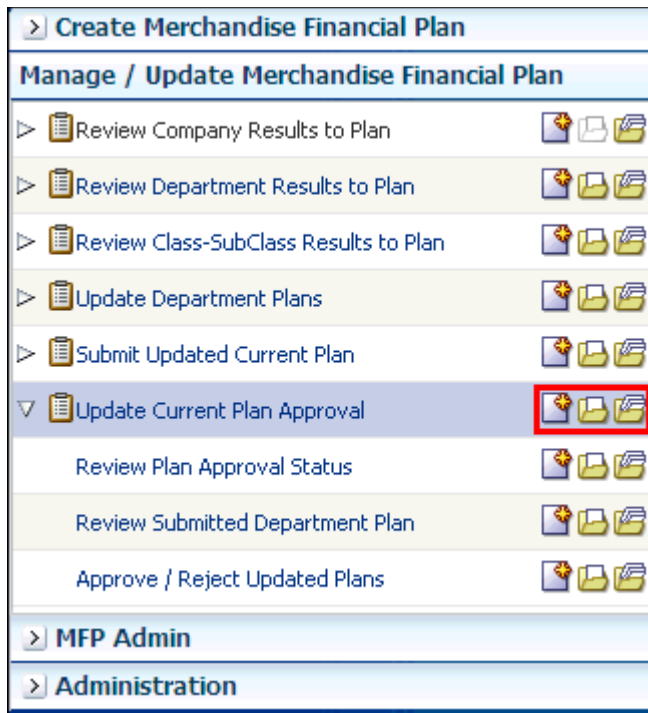 Create Merchandise Financial Plan
Manage / Update Merchandise Financial Plan
Review Company Results to Plan
Review Department Results to Plan
Review Class-SubClass Results to Plan
Update Department Plans
Submit Updated Current Plan
Update Current Plan Approval
Review Plan Approval Status
Review Submitted Department Plan
Approve / Reject Updated Plans
MFP Admin
Administration